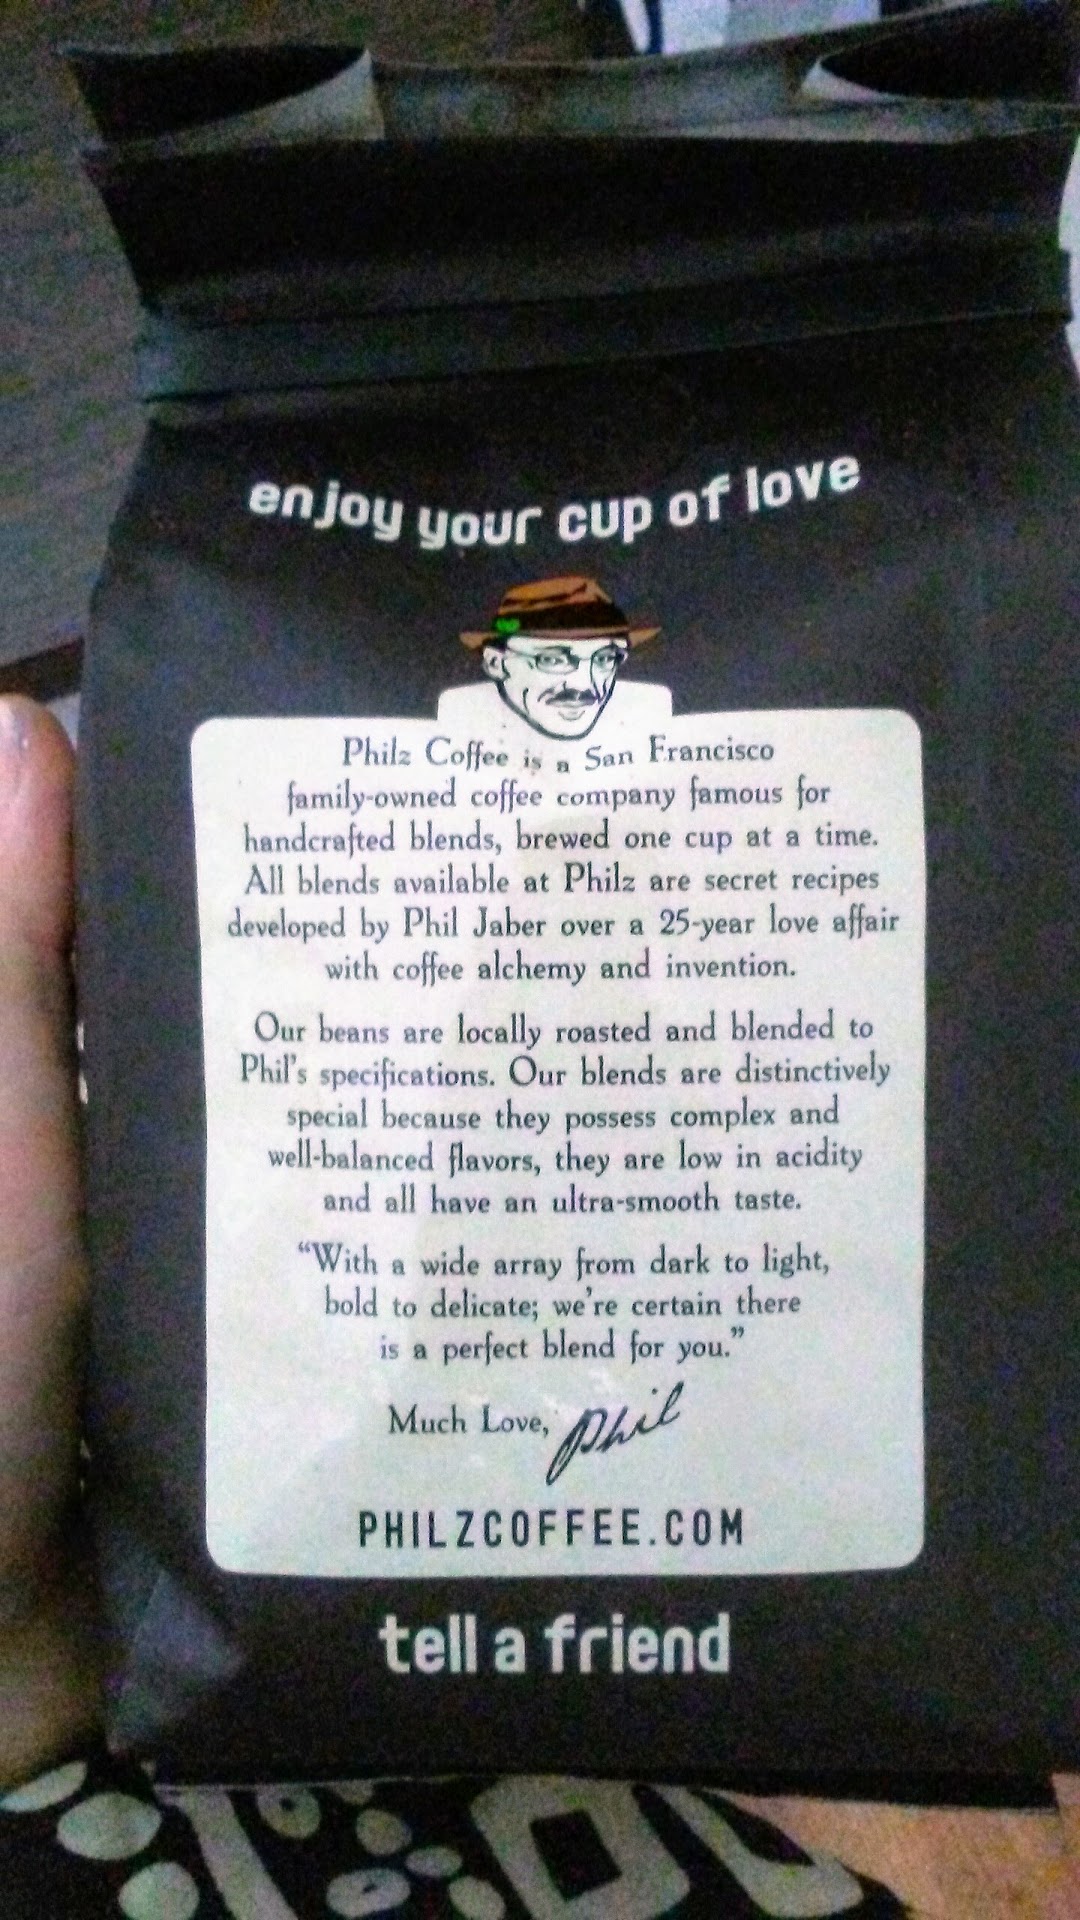 enjoy your cup of love
Philz Coffee is a San Francisco
family-owned coffee company famous for
handcrafted blends, brewed one cup at a time.
All blends available at Philz are secret recipes
developed by Phil Jaber over a 25-year love affair
with coffee alchemy and invention.
Our beans are locally roasted and blended to
Phil's specifications. Our blends are distinctively
special because they possess complex and
well-balanced flavors, they are low in acidity
and all have an ultra-smooth taste.
“With a wide array from dark to light,
bold to delicate; we're certain there
is a perfect blend for you.”
Much Love, Phil
PHILZCOFFEE.COM
tell a friend